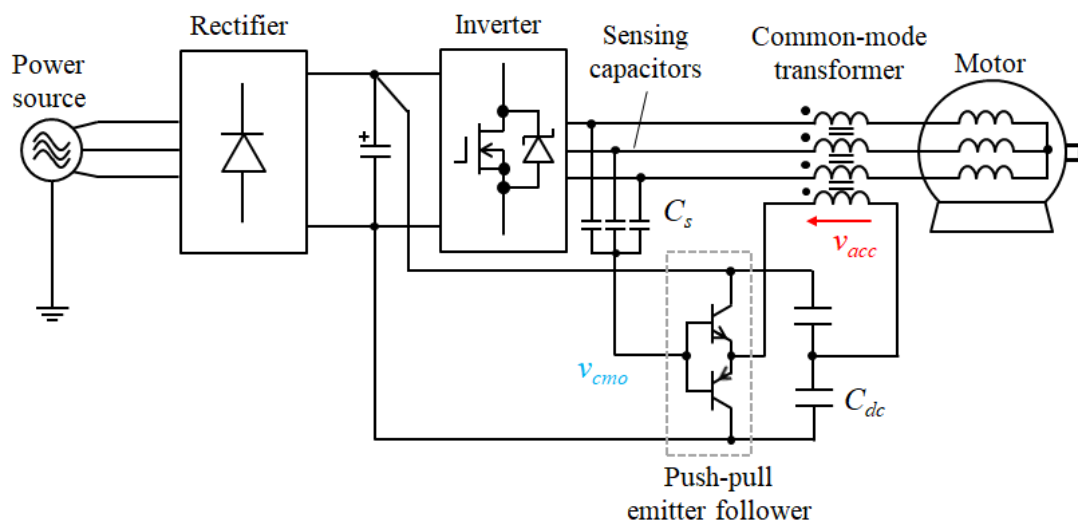 Rectifier
Inverter
Sensing
capacitors
Common-mode
transformer
Motor
Power
source
+
C_s
v_acc
v_cmo
C_dc
Push-pull
emitter follower